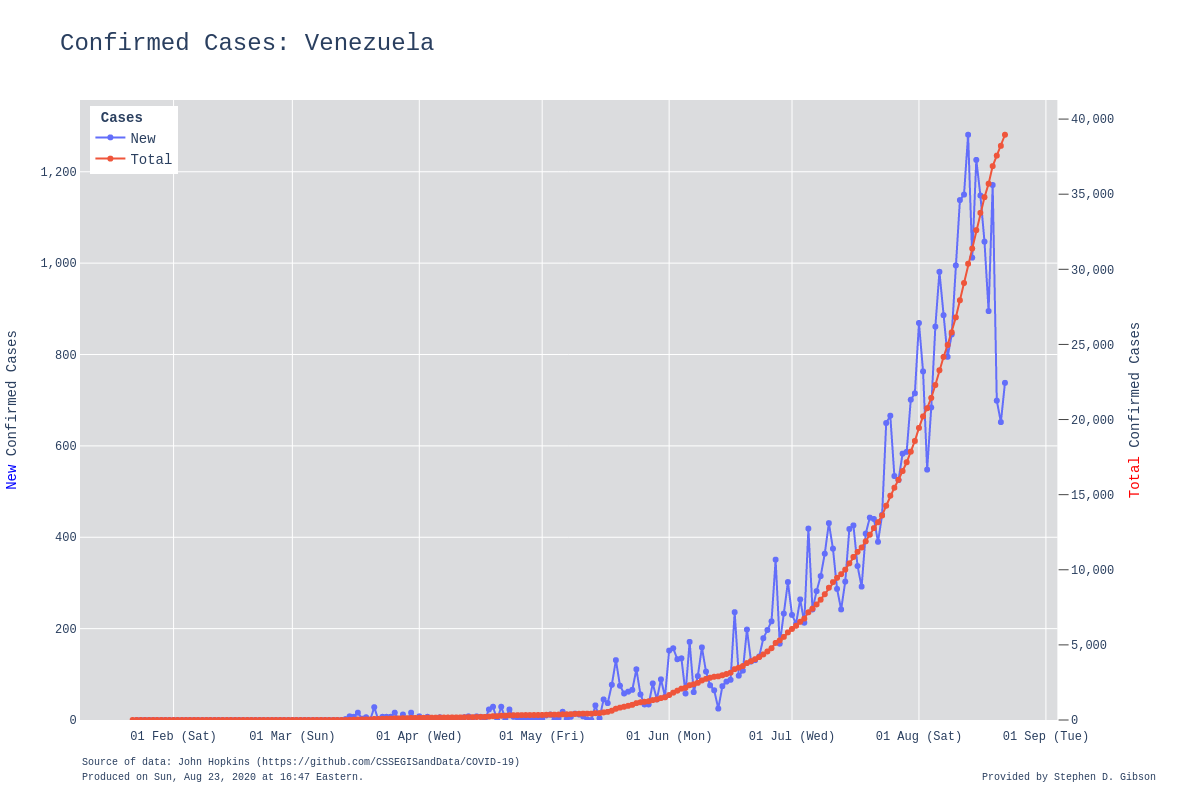 Confirmed Cases: Venezuela
Cases
New
Total
1,200
1,000
800
600
400
200
0
New Confirmed Cases
40,000
35,000
30,000
25,000
20,000
15,000
10,000
5,000
0
Total Confirmed Cases
01 Feb (Sat) 01 Mar (Sun) 01 Apr (Wed) 01 May (Fri) 01 Jun (Mon) 01 Jul (Wed) 01 Aug (Sat) 01 Sep (Tue)
Source of data: John Hopkins (https://github.com/CSSEGISandData/COVID-19)
Produced on Sun, Aug 23, 2020 at 16:47 Eastern.
Provided by Stephen D. Gibson